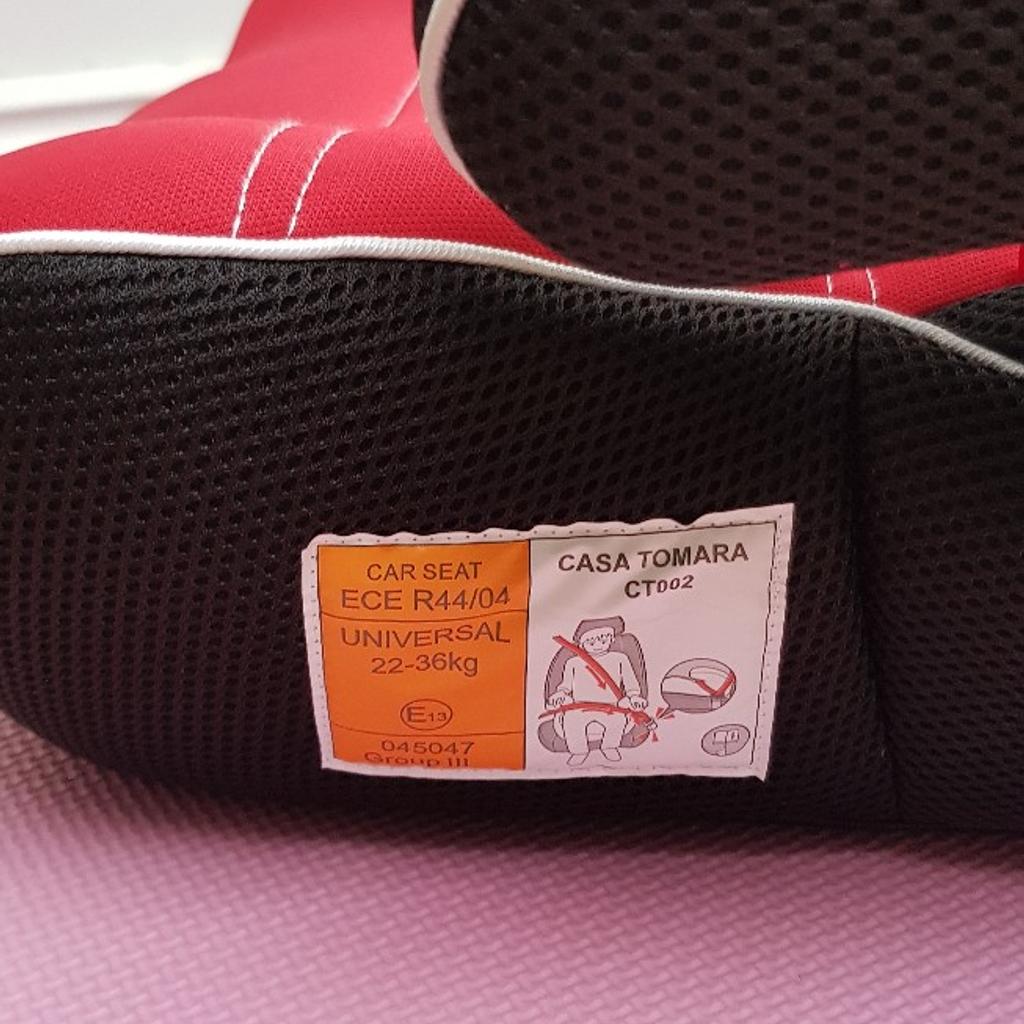 CAR SEAT
ECE R44/04
UNIVERSAL
22-36kg
E13
045047
Group III
CASA TOMARA
CT002